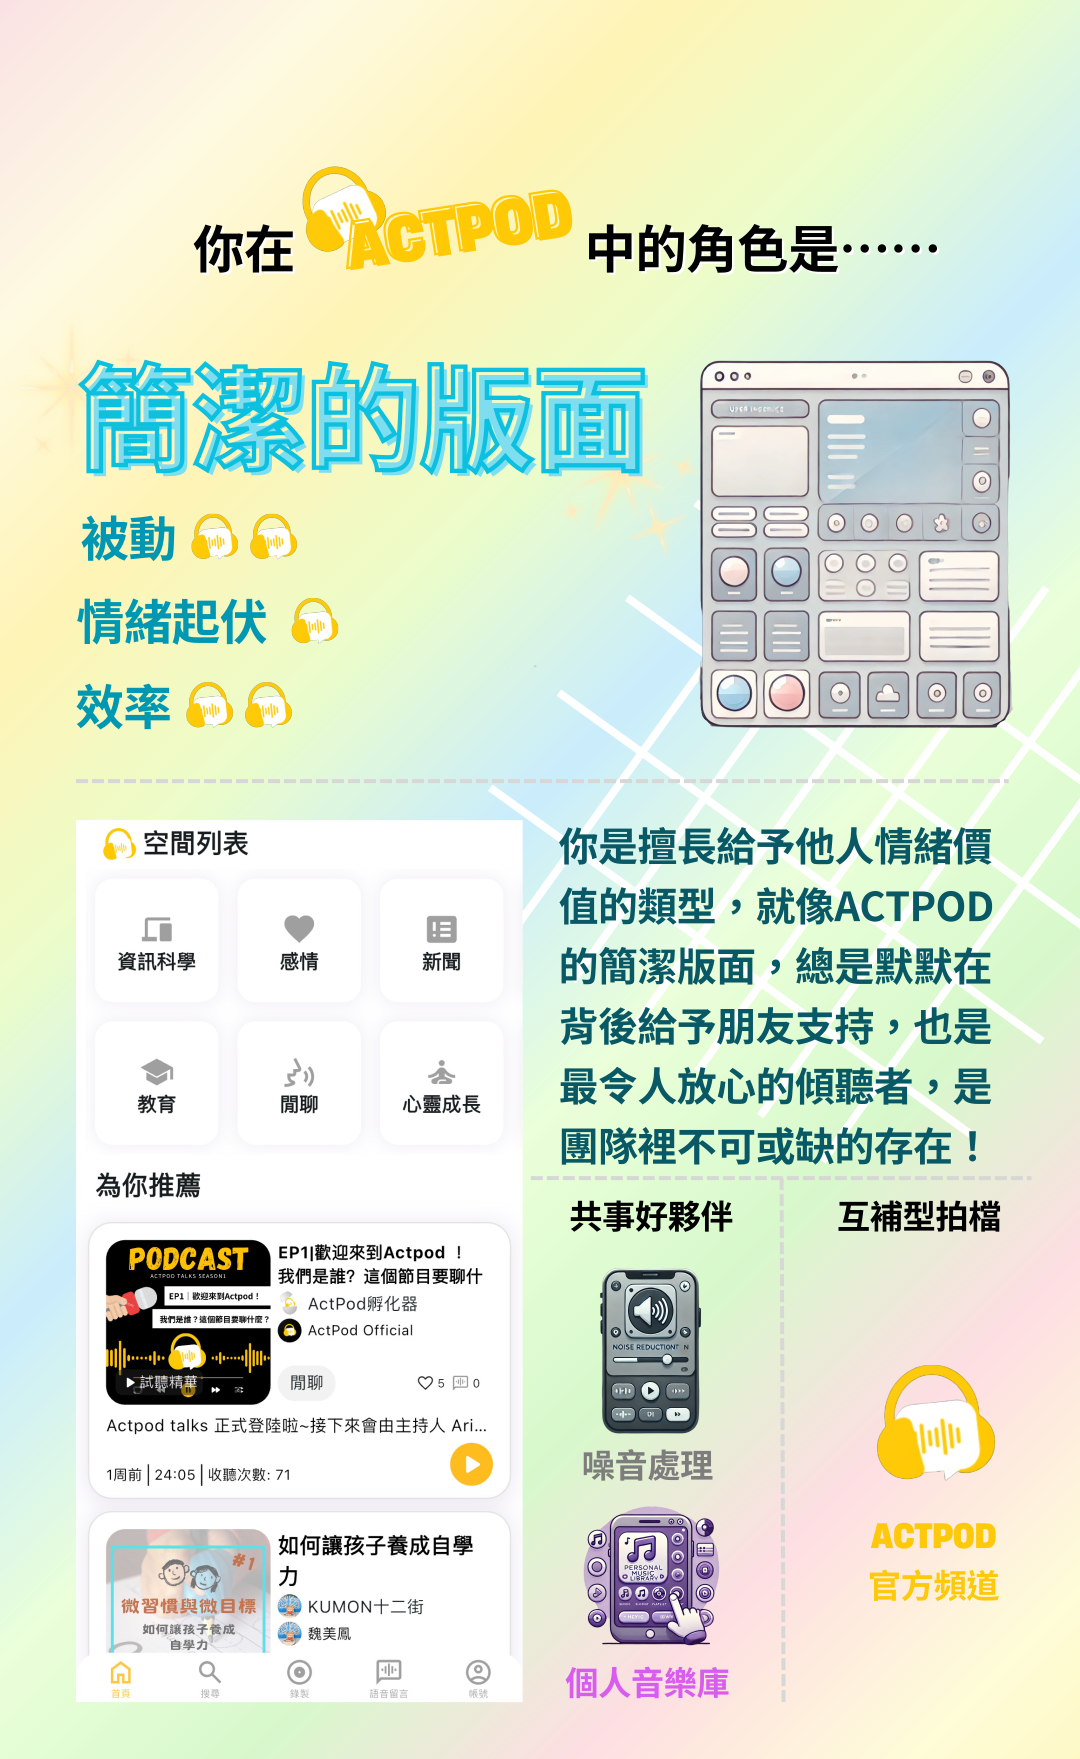 你在 ACTPOD 中的角色是……
簡潔的版面
USER
被動
情緒起伏
效率
空間列表
資訊科學
感情
新聞
教育
閒聊
心靈成長
為你推薦
PODCAST
ACTPOD TALKS SEASON1
EP1｜歡迎來到Actpod！
我們是誰？這個節目要聊什麼？
試聽精華
EP1|歡迎來到Actpod ！
我們是誰？這個節目要聊什
ActPod孵化器
ActPod Official
閒聊
5
0
Actpod talks 正式登陸啦~接下來會由主持人 Ari...
1周前 | 24:05 | 收聽次數: 71
#1
微習慣與微目標
如何讓孩子養成
自學力
如何讓孩子養成自學
力
KUMON十二街
魏美鳳
首頁
搜尋
錄製
語音留言
帳號
你是擅長給予他人情緒價
值的類型，就像ACTPOD
的簡潔版面，總是默默在
背後給予朋友支持，也是
最令人放心的傾聽者，是
團隊裡不可或缺的存在！
共事好夥伴
NOISE REDUCTION
噪音處理
PERSONAL
MUSIC
LIBRARY
個人音樂庫
互補型拍檔
ACTPOD
官方頻道